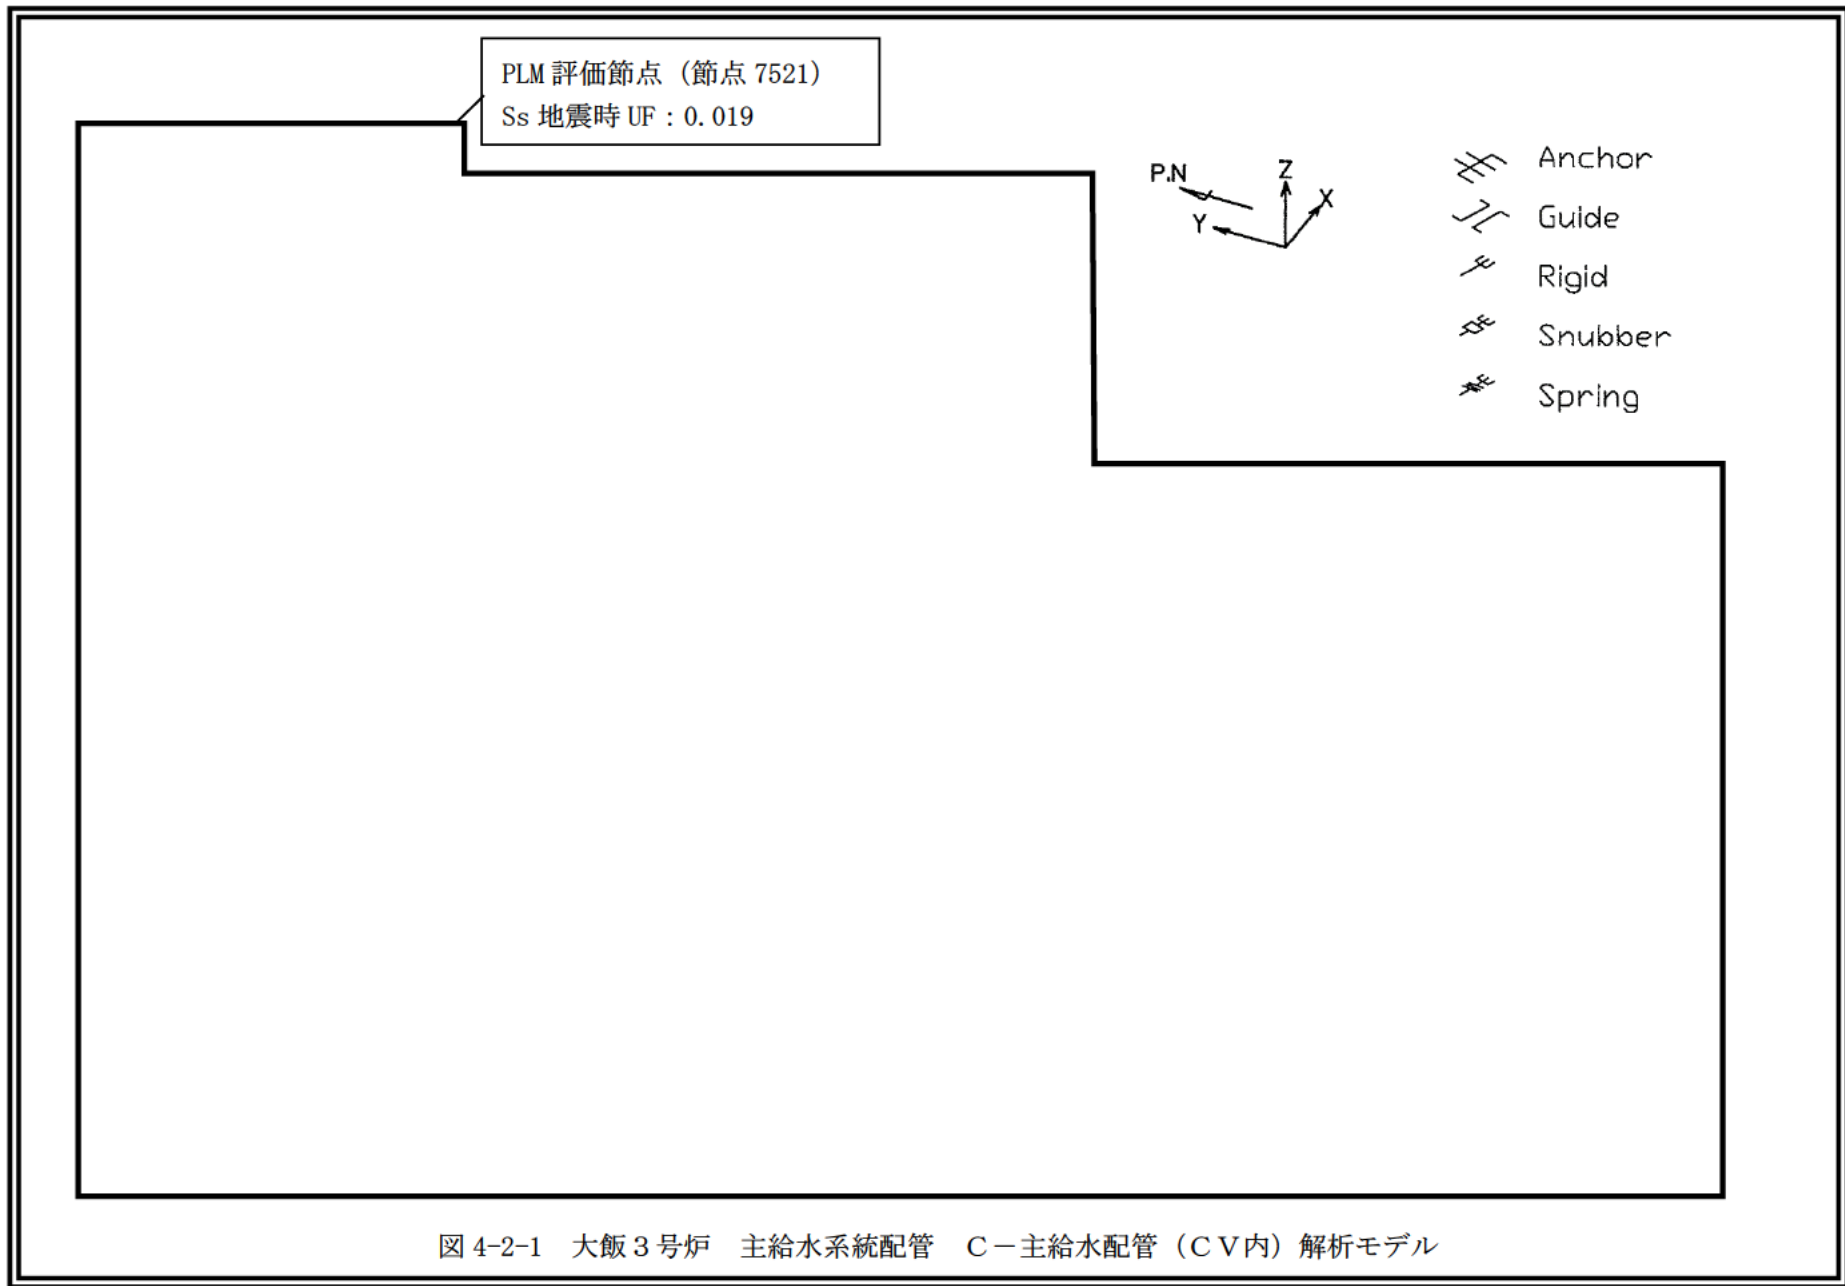 PLM 評価節点（節点 7521）
Ss 地震時 UF：0.019
P.N
Z
X
Y
Anchor
Guide
Rigid
Snubber
Spring
図 4-2-1　大飯３号炉　主給水系統配管　Ｃ－主給水配管（ＣＶ内）解析モデル